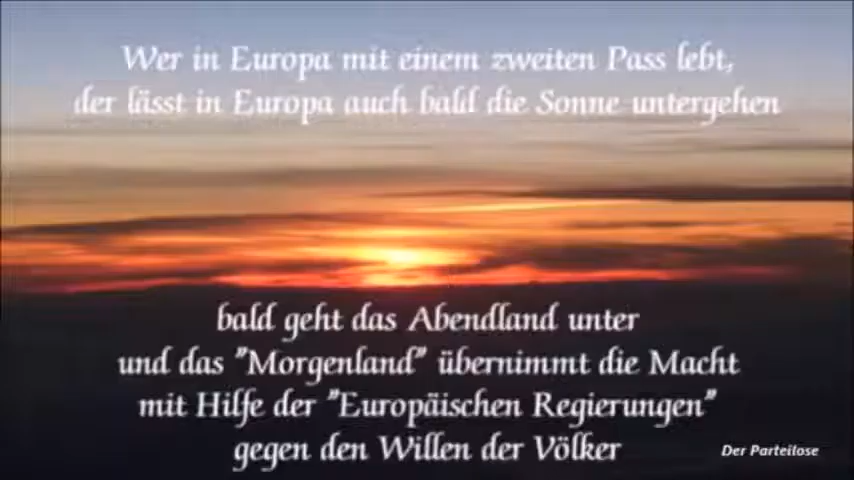 Wer in Europa mit einem zweiten Pass lebt,
der lässt in Europa auch bald die Sonne untergehen
bald geht das Abendland unter
und das "Morgenland" übernimmt die Macht
mit Hilfe der "Europäischen Regierungen"
gegen den Willen der Völker
Der Parteilose